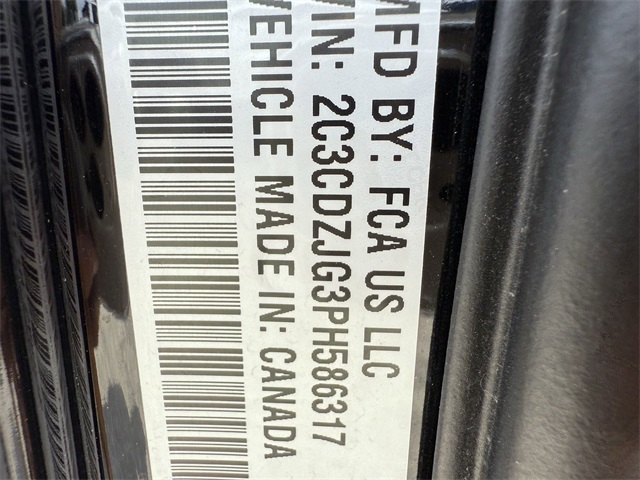 MFD BY: FCA US LLC
VIN: 2C3CDZJG3PH586317
VEHICLE MADE IN: CANADA